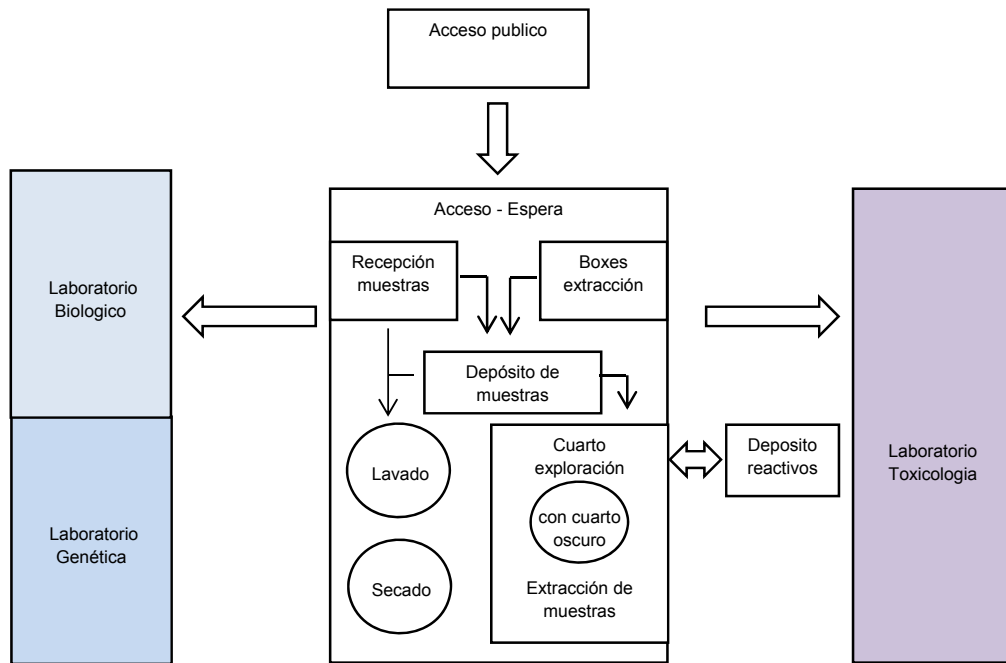 Acceso publico
Acceso - Espera
Recepción
muestras
Boxes
extracción
Laboratorio
Biologico
Depósito de
muestras
Lavado
Cuarto
exploración
con cuarto
oscuro
Extracción de
muestras
Deposito
reactivos
Laboratorio
Toxicologia
Laboratorio
Genética
Secado